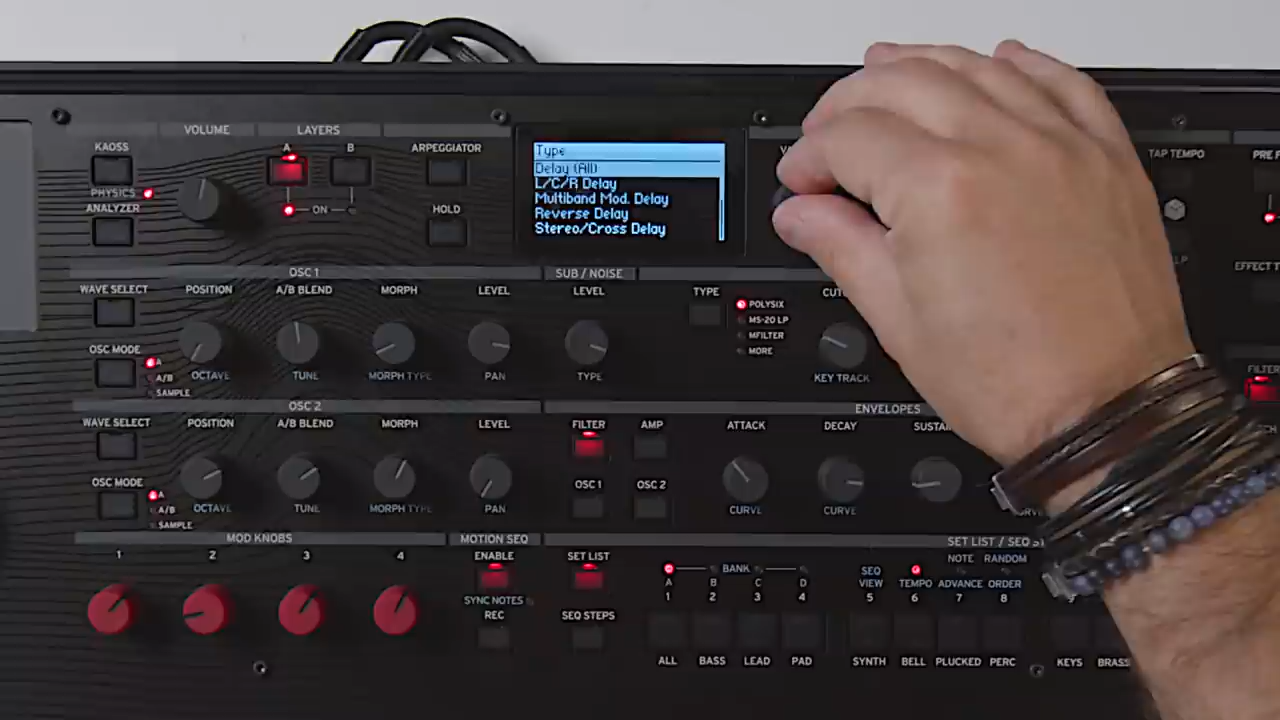 VOLUME
LAYERS
KAOSS
A
B
ARPEGGIATOR
PHYSICS
ANALYZER
ON
HOLD
Type
Delay (All)
L/C/R Delay
Multiband Mod. Delay
Reverse Delay
Stereo/Cross Delay
TAP TEMPO
OSC 1
SUB / NOISE
WAVE SELECT
POSITION
A/B BLEND
MORPH
LEVEL
LEVEL
TYPE
POLYSIX
MS-20 LP
MFILTER
MORE
OSC MODE
A
A/B
SAMPLE
OCTAVE
TUNE
MORPH TYPE
PAN
TYPE
KEY TRACK
FILTER
OSC 2
ENVELOPES
WAVE SELECT
POSITION
A/B BLEND
MORPH
LEVEL
FILTER
AMP
ATTACK
DECAY
OSC MODE
A
A/B
SAMPLE
OSC 1
OSC 2
OCTAVE
TUNE
MORPH TYPE
PAN
CURVE
CURVE
MOD KNOBS
MOTION SEQ
1
2
3
4
ENABLE
SET LIST
SYNC NOTES
REC
SEQ STEPS
BANK
A
B
C
D
1
2
3
4
SEQ VIEW
5
TEMPO
6
NOTE ADVANCE
7
RANDOM ORDER
8
ALL
BASS
LEAD
PAD
SYNTH
BELL
PLUCKED
PERC
KEYS
BRASS